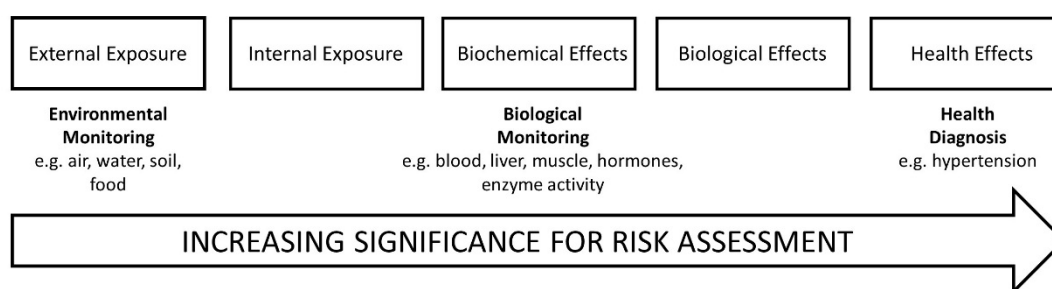 External Exposure
Internal Exposure
Biochemical Effects
Biological Effects
Health Effects
Environmental
Monitoring
e.g. air, water, soil,
food
Biological
Monitoring
e.g. blood, liver, muscle, hormones,
enzyme activity
Health
Diagnosis
e.g. hypertension
INCREASING SIGNIFICANCE FOR RISK ASSESSMENT